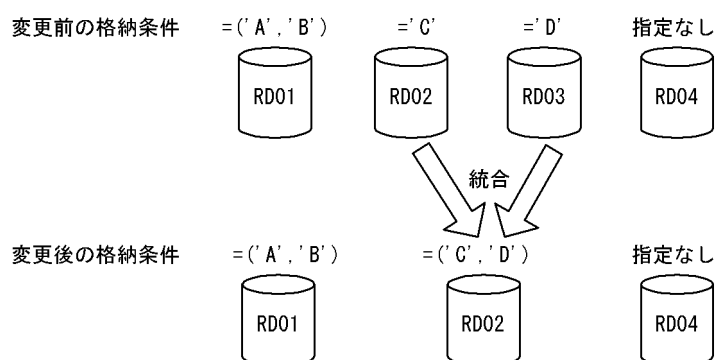 変更前の格納条件 =('A','B') ='C' ='D' 指定なし
RD01 RD02 RD03 RD04
統合
変更後の格納条件 =('A','B') =('C','D') 指定なし
RD01 RD02 RD04